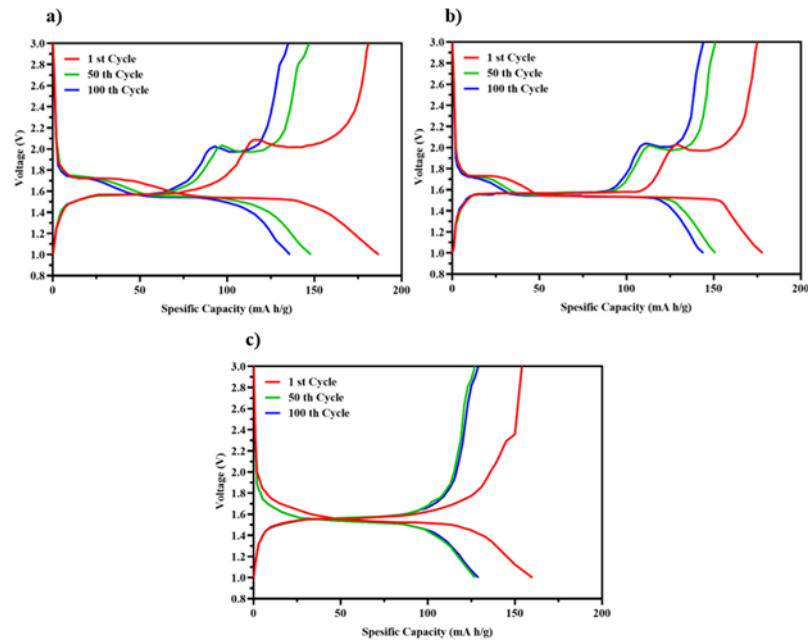 a)
3.0
2.8
2.6
2.4
2.2
2.0
1.8
1.6
1.4
1.2
1.0
0.8
Voltage (V)
1 st Cycle
50 th Cycle
100 th Cycle
0 50 100 150 200
Spesific Capacity (mA h/g)
b)
3.0
2.8
2.6
2.4
2.2
2.0
1.8
1.6
1.4
1.2
1.0
0.8
Voltage (V)
1 st Cycle
50 th Cycle
100 th Cycle
0 50 100 150 200
Spesific Capacity (mA h/g)
c)
3.0
2.8
2.6
2.4
2.2
2.0
1.8
1.6
1.4
1.2
1.0
0.8
Voltage (V)
1 st Cycle
50 th Cycle
100 th Cycle
0 50 100 150 200
Spesific Capacity (mA h/g)